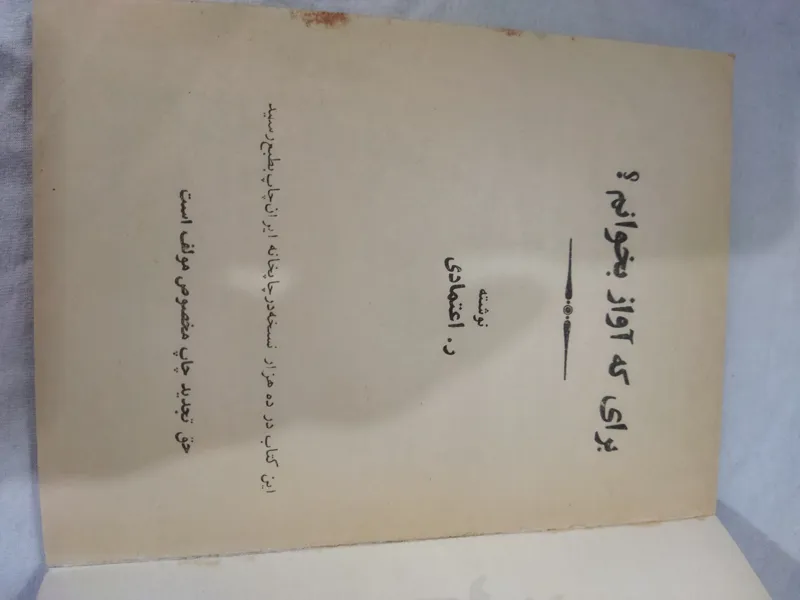 برای که آواز بخوانم ؟
نوشته
ر. اعتمادی
این کتاب در ده هزار نسخه در چاپخانه ایران چاپ بطبع رسید
حق تجدید چاپ مخصوص مولف است